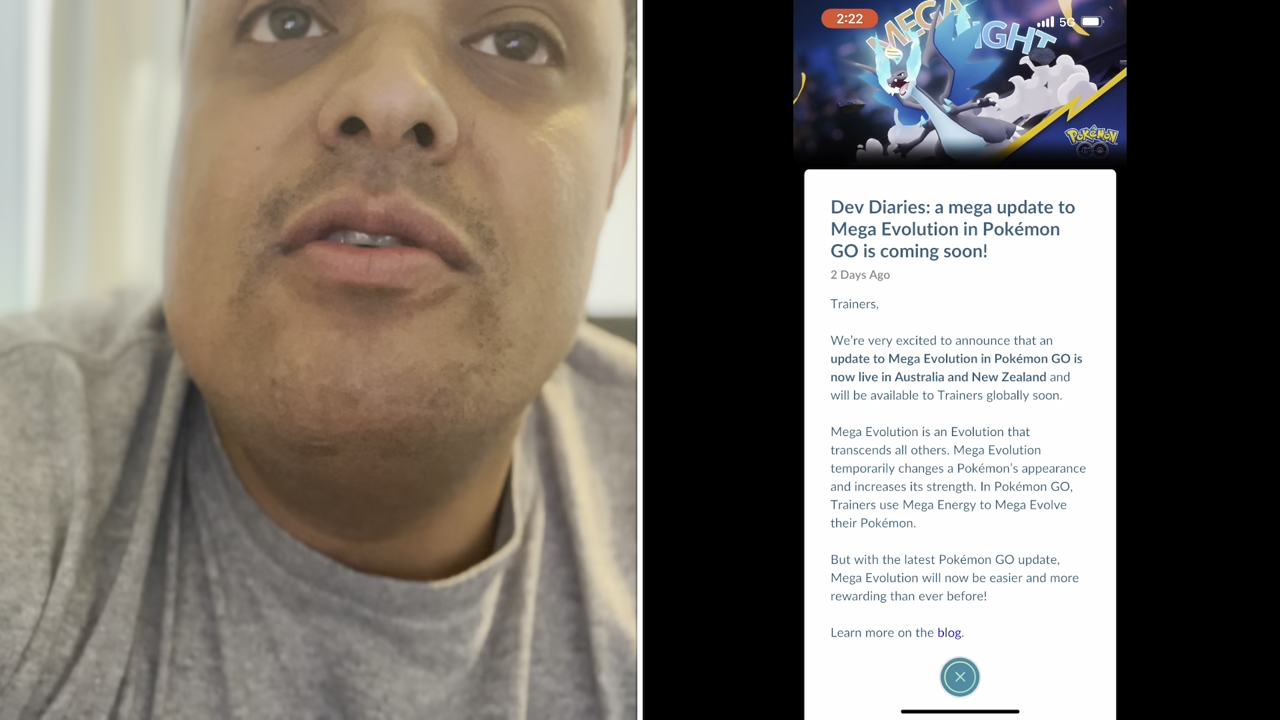 2:22
5G
MEGA
Pokémon
GO
Dev Diaries: a mega update to
Mega Evolution in Pokémon
GO is coming soon!
2 Days Ago
Trainers,
We're very excited to announce that an
update to Mega Evolution in Pokémon GO is
now live in Australia and New Zealand and
will be available to Trainers globally soon.
Mega Evolution is an Evolution that
transcends all others. Mega Evolution
temporarily changes a Pokémon's appearance
and increases its strength. In Pokémon GO,
Trainers use Mega Energy to Mega Evolve
their Pokémon.
But with the latest Pokémon GO update,
Mega Evolution will now be easier and more
rewarding than ever before!
Learn more on the blog.